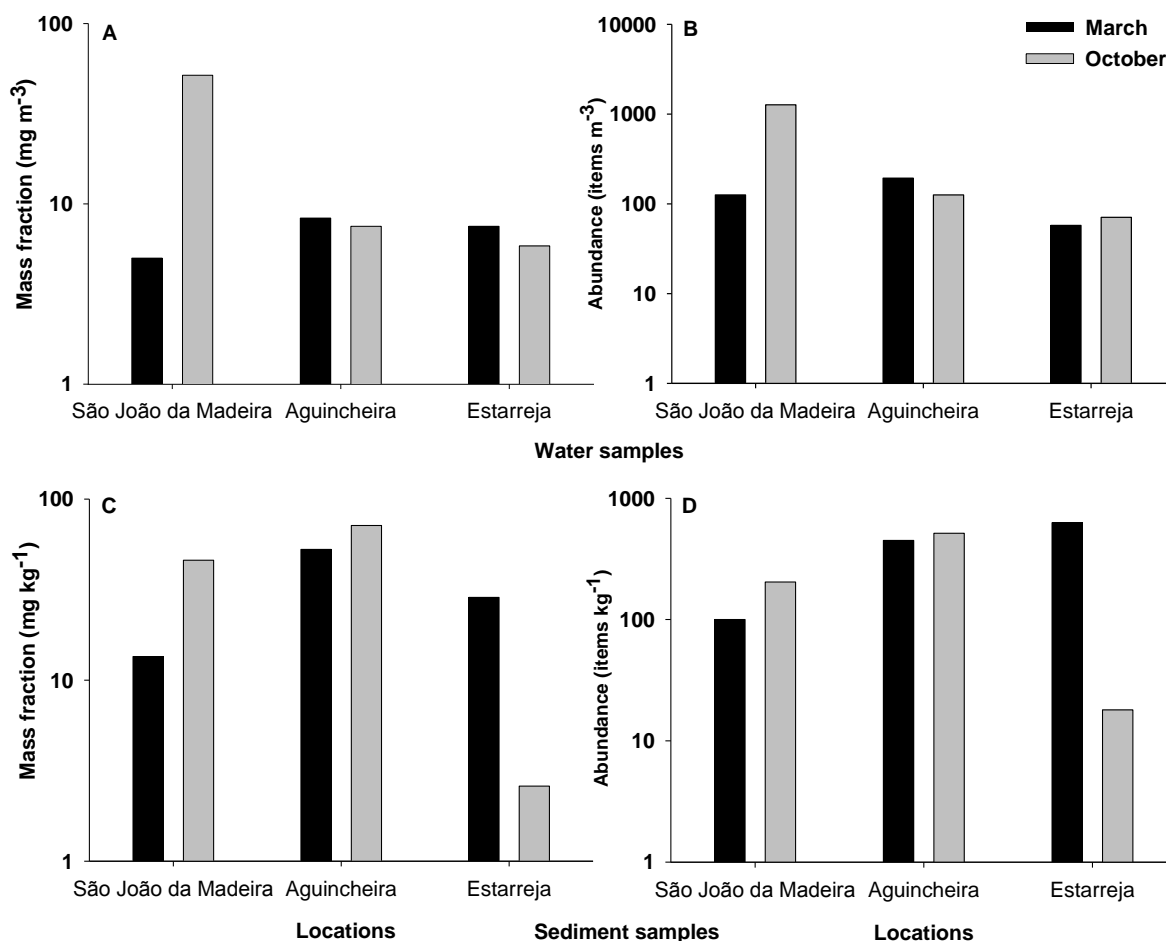 A
Mass fraction (mg m-3)
100
10
1
São João da Madeira Aguincheira Estarreja
B
March
October
Abundance (items m-3)
10000
1000
100
10
1
São João da Madeira Aguincheira Estarreja
Water samples
C
Mass fraction (mg kg-1)
100
10
1
São João da Madeira Aguincheira Estarreja
D
Abundance (items kg-1)
1000
100
10
1
São João da Madeira Aguincheira Estarreja
Locations Sediment samples Locations